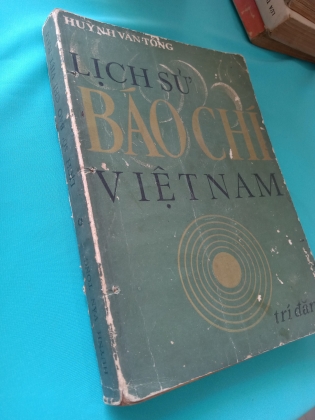 HUỲNH VĂN TÒNG
LỊCH SỬ
BÁO CHÍ
VIỆT NAM
trí đăng